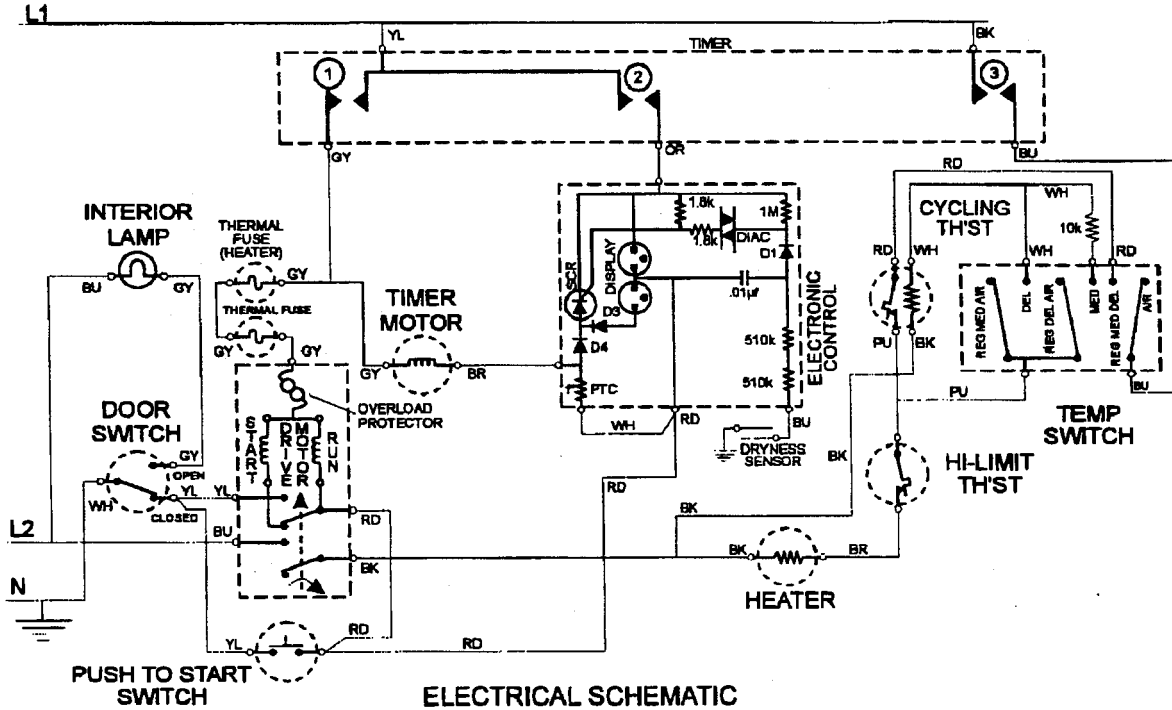 L1
YL
TIMER
BK
1
2
3
GY
OR
BU
RD
WH
INTERIOR
LAMP
BU
GY
THERMAL
FUSE
(HEATER)
GY
THERMAL FUSE
GY
GY
TIMER
MOTOR
GY
BR
SCR
DISPLAY
1.8k
1.8k
DIAC
1M
D1
.01µf
D3
D4
510k
510k
PTC
ELECTRONIC
CONTROL
WH
RD
BU
DRYNESS
SENSOR
CYCLING
TH'ST
RD
WH
10k
WH
RD
PU
BK
REG MED AIR
DEL
REG DEL AIR
MED
REG MED DEL
AIR
PU
BU
TEMP
SWITCH
OVERLOAD
PROTECTOR
START
DRIVE
MOTOR
RUN
DOOR
SWITCH
GY
OPEN
WH
YL
YL
CLOSED
L2
BU
RD
RD
BK
BK
BK
HI-LIMIT
TH'ST
BK
BR
HEATER
N
YL
RD
RD
PUSH TO START
SWITCH
ELECTRICAL SCHEMATIC